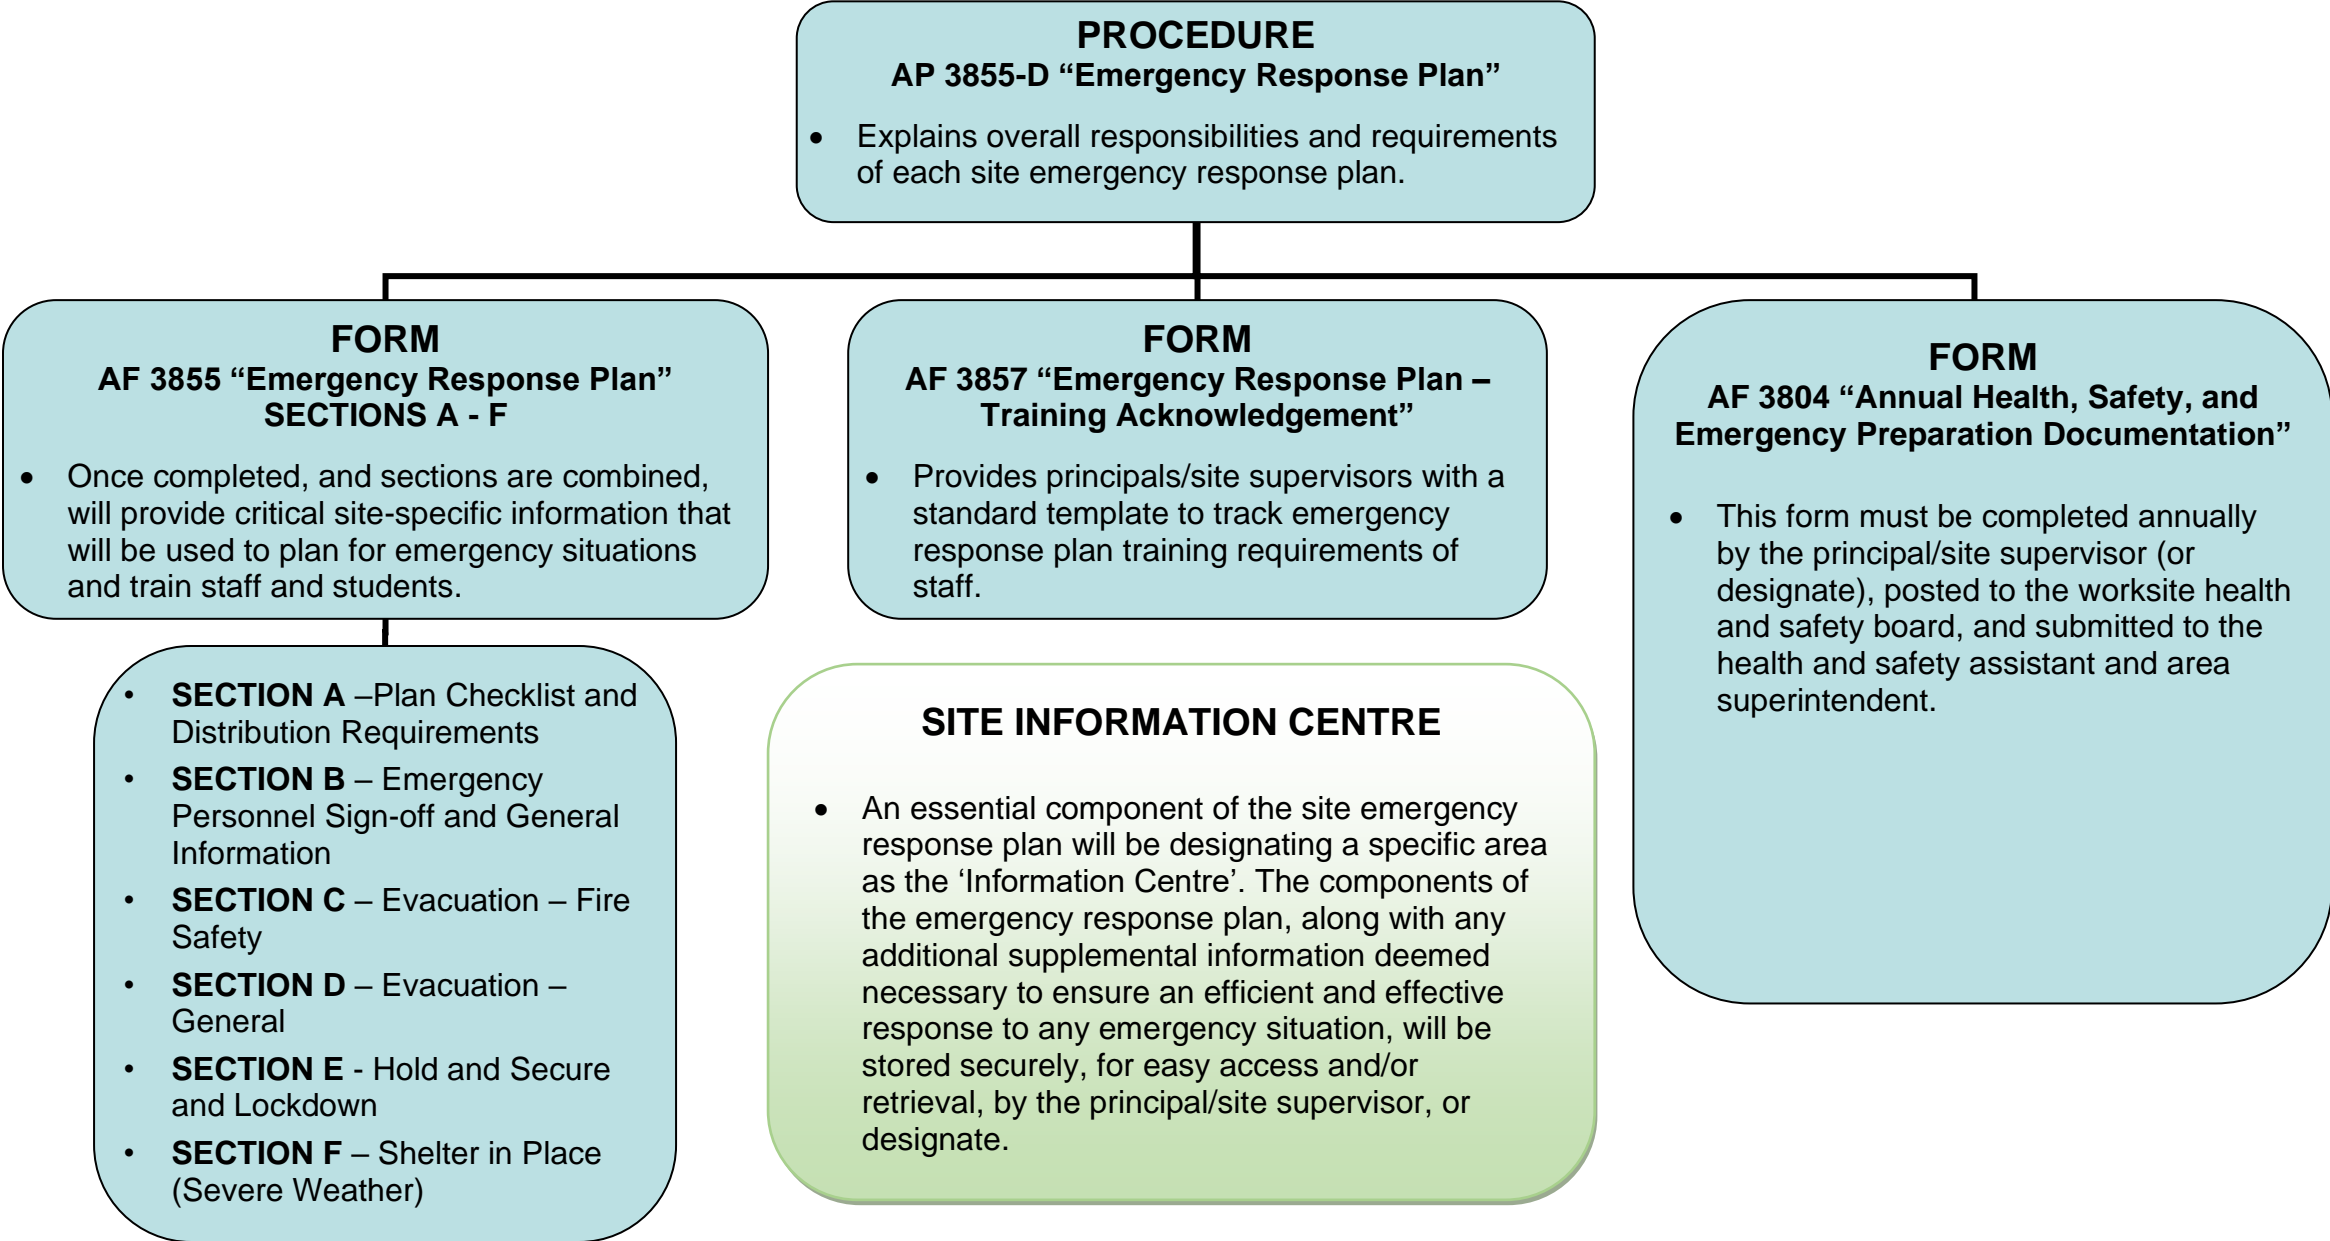 PROCEDURE
AP 3855-D “Emergency Response Plan”
• Explains overall responsibilities and requirements
of each site emergency response plan.
FORM
AF 3855 “Emergency Response Plan”
SECTIONS A - F
• Once completed, and sections are combined,
will provide critical site-specific information that
will be used to plan for emergency situations
and train staff and students.
FORM
AF 3857 “Emergency Response Plan –
Training Acknowledgement”
• Provides principals/site supervisors with a
standard template to track emergency
response plan training requirements of
staff.
FORM
AF 3804 “Annual Health, Safety, and
Emergency Preparation Documentation”
• This form must be completed annually
by the principal/site supervisor (or
designate), posted to the worksite health
and safety board, and submitted to the
health and safety assistant and area
superintendent.
• SECTION A –Plan Checklist and
Distribution Requirements
• SECTION B – Emergency
Personnel Sign-off and General
Information
• SECTION C – Evacuation – Fire
Safety
• SECTION D – Evacuation –
General
• SECTION E - Hold and Secure
and Lockdown
• SECTION F – Shelter in Place
(Severe Weather)
SITE INFORMATION CENTRE
• An essential component of the site emergency
response plan will be designating a specific area
as the ‘Information Centre’. The components of
the emergency response plan, along with any
additional supplemental information deemed
necessary to ensure an efficient and effective
response to any emergency situation, will be
stored securely, for easy access and/or
retrieval, by the principal/site supervisor, or
designate.